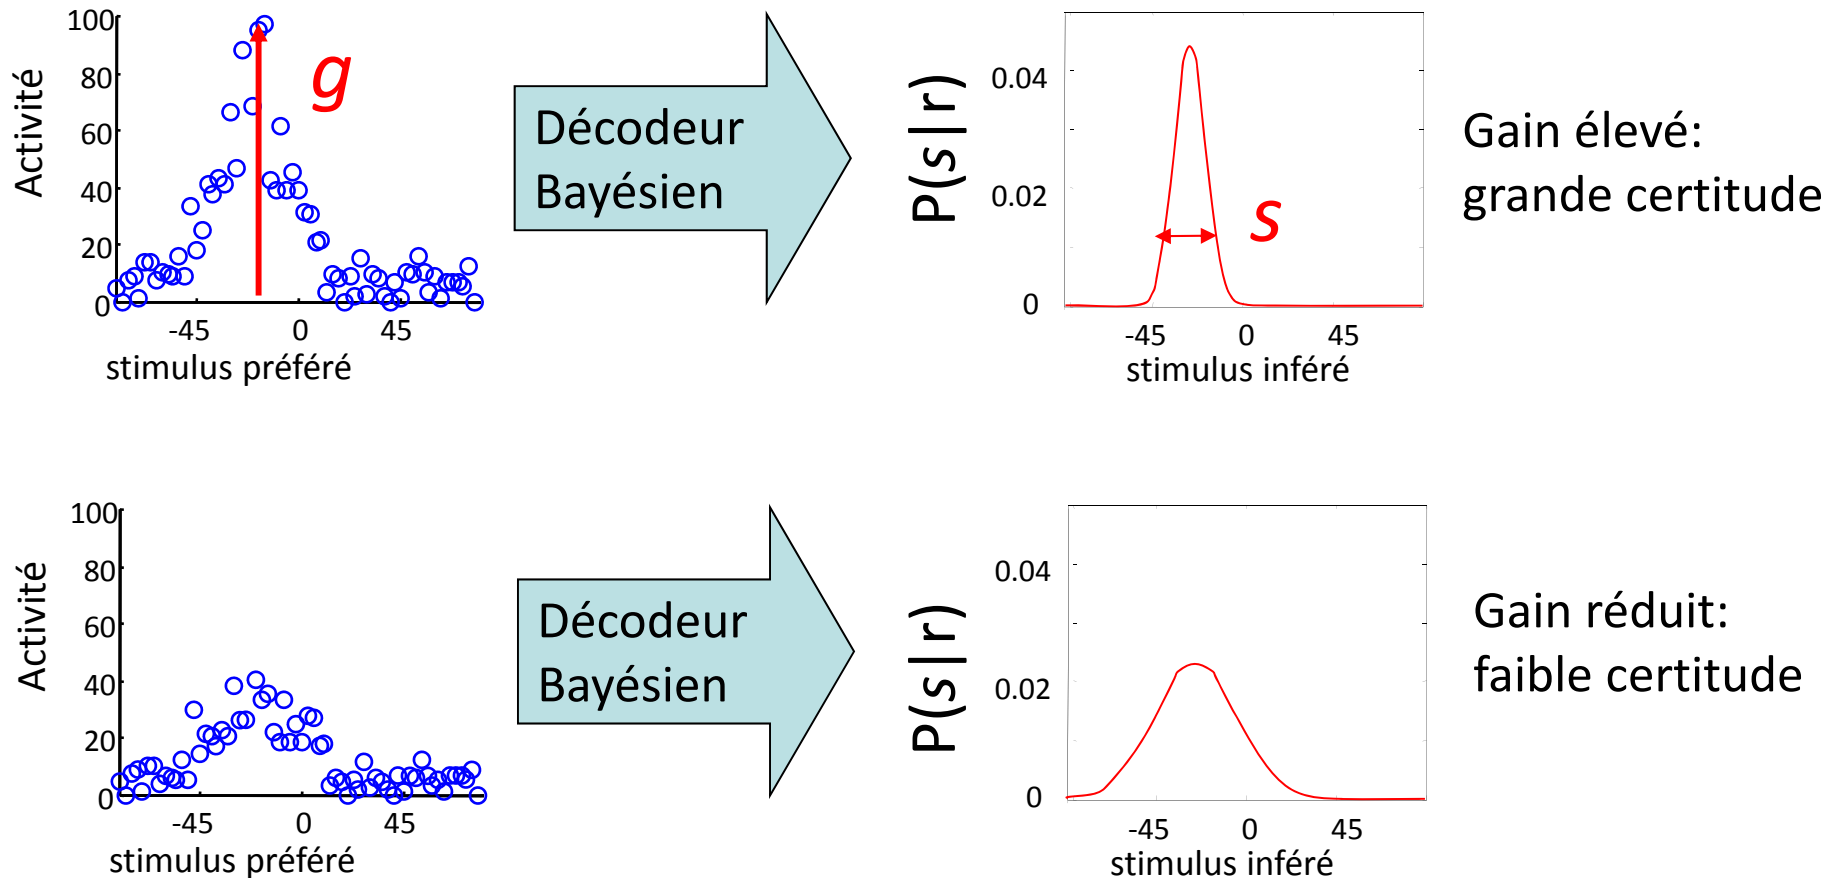 100
80
60
40
20
0
Activité
g
-45 0 45
stimulus préféré
Décodeur
Bayésien
P(s|r)
0.04
0.02
0
s
-45 0 45
stimulus inféré
Gain élevé:
grande certitude
100
80
60
40
20
0
Activité
-45 0 45
stimulus préféré
Décodeur
Bayésien
P(s|r)
0.04
0.02
0
-45 0 45
stimulus inféré
Gain réduit:
faible certitude